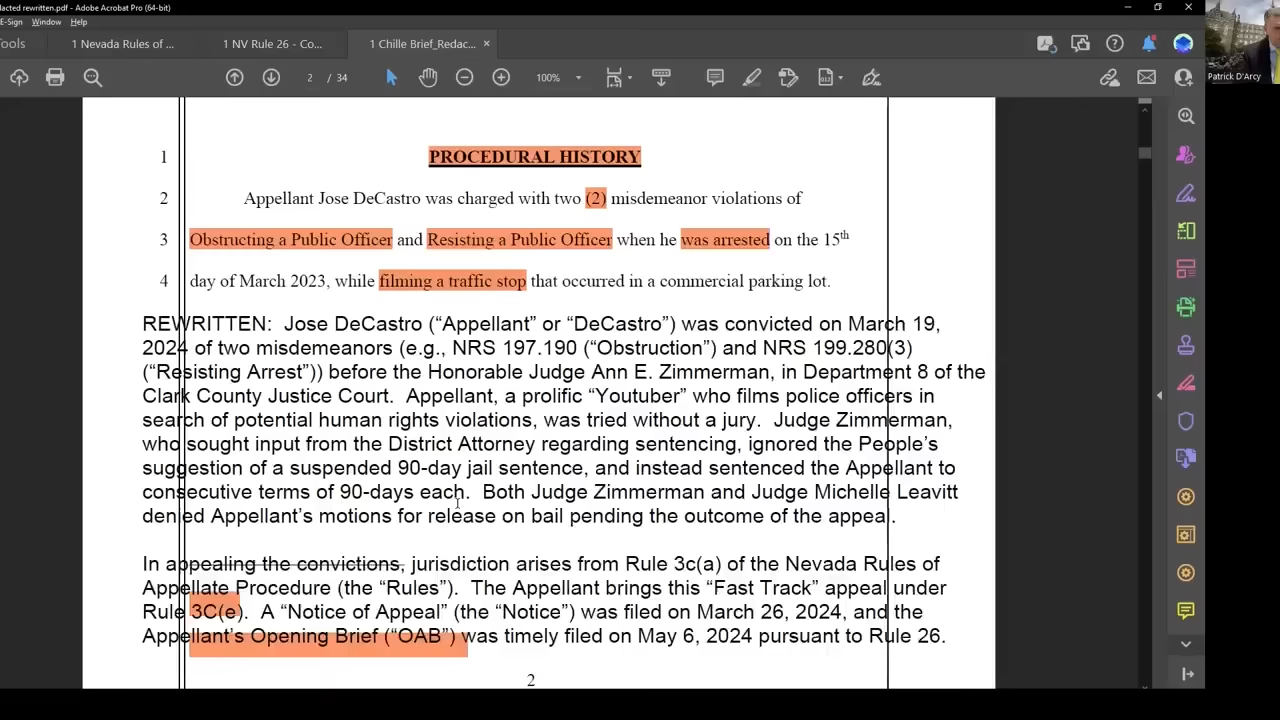 dacted rewritten.pdf - Adobe Acrobat Pro (64-bit)
E-Sign Window Help
Tools 1 Nevada Rules of ... 1 NV Rule 26 - Co... 1 Chille Brief_Redac... ×
2 / 34 100%
Patrick D'Arcy
1 PROCEDURAL HISTORY
2 Appellant Jose DeCastro was charged with two (2) misdemeanor violations of
3 Obstructing a Public Officer and Resisting a Public Officer when he was arrested on the 15th
4 day of March 2023, while filming a traffic stop that occurred in a commercial parking lot.
REWRITTEN: Jose DeCastro (“Appellant” or “DeCastro”) was convicted on March 19,
2024 of two misdemeanors (e.g., NRS 197.190 (“Obstruction”) and NRS 199.280(3)
(“Resisting Arrest”)) before the Honorable Judge Ann E. Zimmerman, in Department 8 of the
Clark County Justice Court. Appellant, a prolific “Youtuber” who films police officers in
search of potential human rights violations, was tried without a jury. Judge Zimmerman,
who sought input from the District Attorney regarding sentencing, ignored the People’s
suggestion of a suspended 90-day jail sentence, and instead sentenced the Appellant to
consecutive terms of 90-days each. Both Judge Zimmerman and Judge Michelle Leavitt
denied Appellant’s motions for release on bail pending the outcome of the appeal.
In appealing the convictions, jurisdiction arises from Rule 3c(a) of the Nevada Rules of
Appellate Procedure (the “Rules”). The Appellant brings this “Fast Track” appeal under
Rule 3C(e). A “Notice of Appeal” (the “Notice”) was filed on March 26, 2024, and the
Appellant’s Opening Brief (“OAB”) was timely filed on May 6, 2024 pursuant to Rule 26.
2